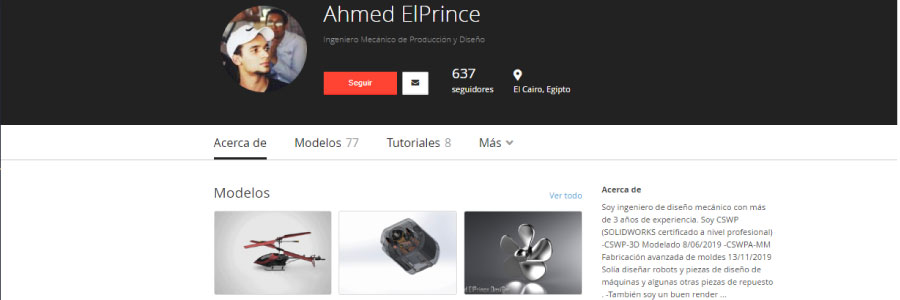 Ahmed ElPrince
Ingeniero Mecánico de Producción y Diseño
Seguir
637
seguidores
El Cairo, Egipto
Acerca de
Modelos 77
Tutoriales 8
Más
Modelos
Ver todo
Acerca de
Soy ingeniero de diseño mecánico con más
de 3 años de experiencia. Soy CSWP
(SOLIDWORKS certificado a nivel profesional)
-CSWP-3D Modelado 8/06/2019 -CSWPA-MM
Fabricación avanzada de moldes 13/11/2019
Solía diseñar robots y piezas de diseño de
máquinas y algunas otras piezas de repuesto
. -También soy un buen render ...